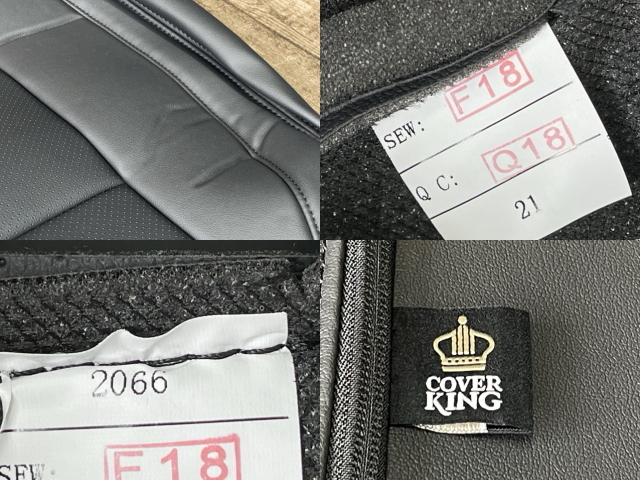 SEW: F18
Q C: Q18
21
2066
SEW: F18
COVER
KING